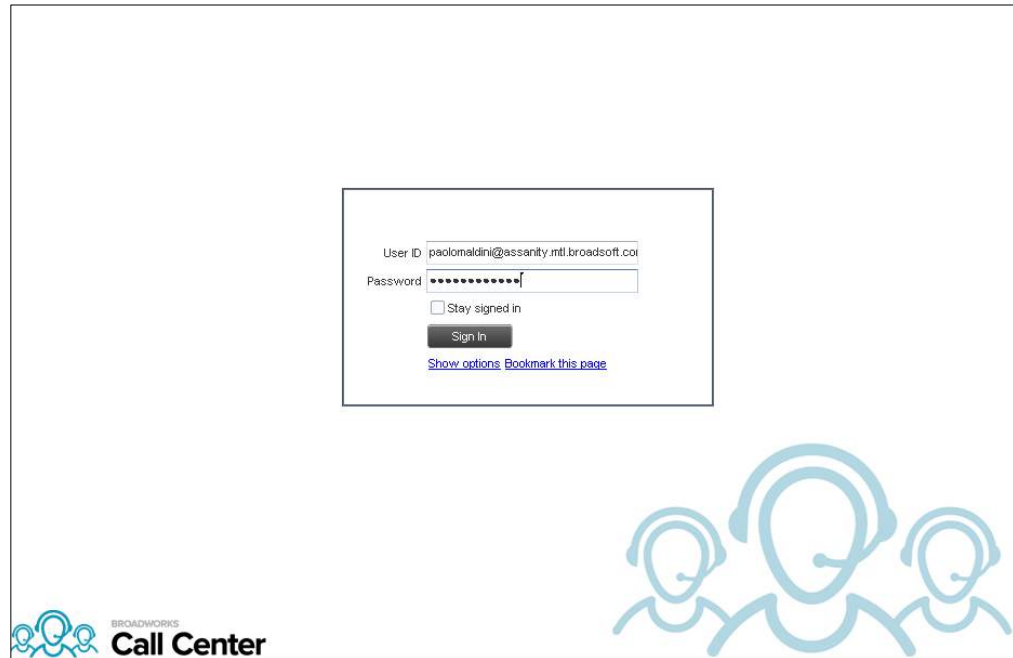 User ID paolomaldini@assanity.mtl.broadsoft.co
Password ••••••••••••
Stay signed in
Sign In
Show options Bookmark this page
BROADWORKS
Call Center